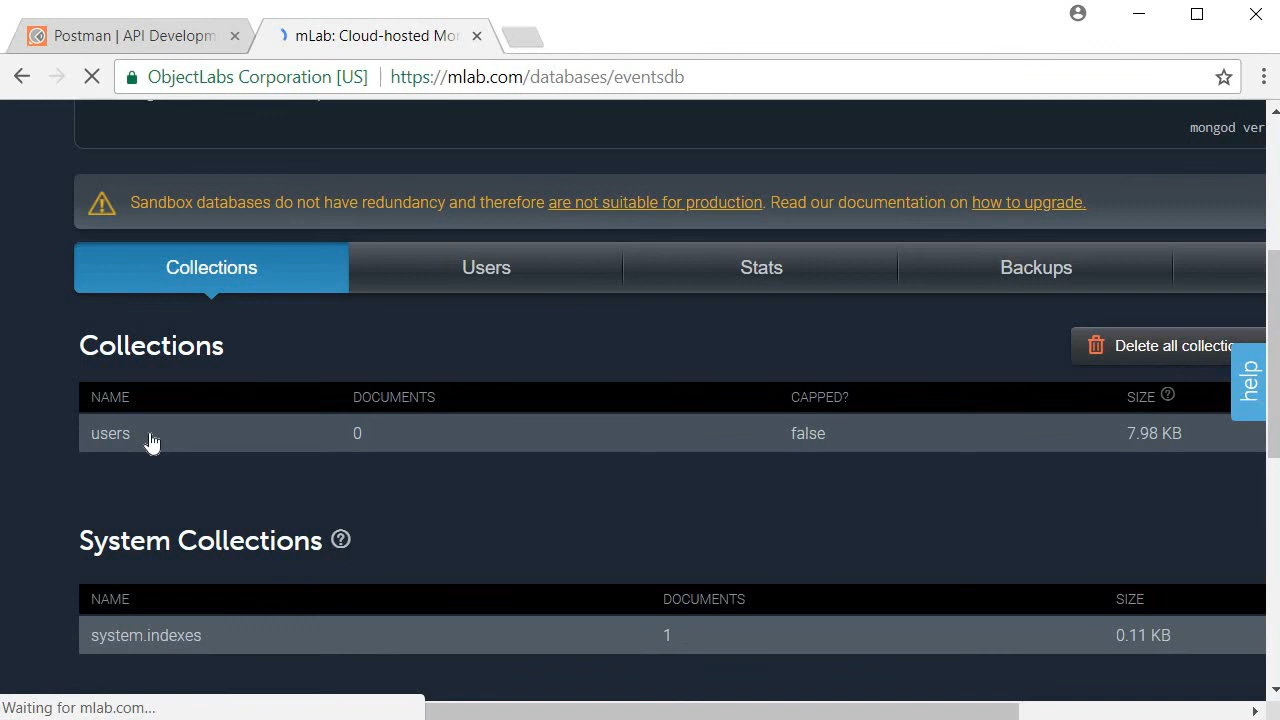 Postman | API Developm
mLab: Cloud-hosted Mon
ObjectLabs Corporation [US]
https://mlab.com/databases/eventsdb
mongod ver
Sandbox databases do not have redundancy and therefore are not suitable for production. Read our documentation on how to upgrade.
Collections
Users
Stats
Backups
Collections
Delete all collectio
help
NAME DOCUMENTS CAPPED? SIZE ?
users 0 false 7.98 KB
System Collections ?
NAME DOCUMENTS SIZE
system.indexes 1 0.11 KB
Waiting for mlab.com...